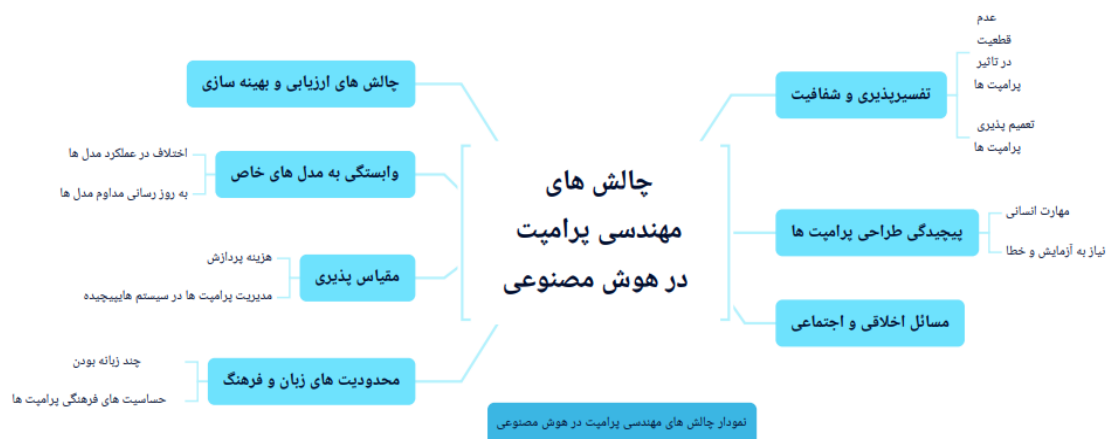 چالش های
مهندسی پرامپت
در هوش مصنوعی
تفسیرپذیری و شفافیت
عدم
قطعیت
در تاثیر
پرامپت ها
تعمیم پذیری
پرامپت ها
پیچیدگی طراحی پرامپت ها
مهارت انسانی
نیاز به آزمایش و خطا
مسائل اخلاقی و اجتماعی
چالش های ارزیابی و بهینه سازی
وابستگی به مدل های خاص
اختلاف در عملکرد مدل ها
به روز رسانی مداوم مدل ها
مقیاس پذیری
هزینه پردازش
مدیریت پرامپت ها در سیستم هایپیچیده
محدودیت های زبان و فرهنگ
چند زبانه بودن
حساسیت های فرهنگی پرامپت ها
نمودار چالش های مهندسی پرامپت در هوش مصنوعی